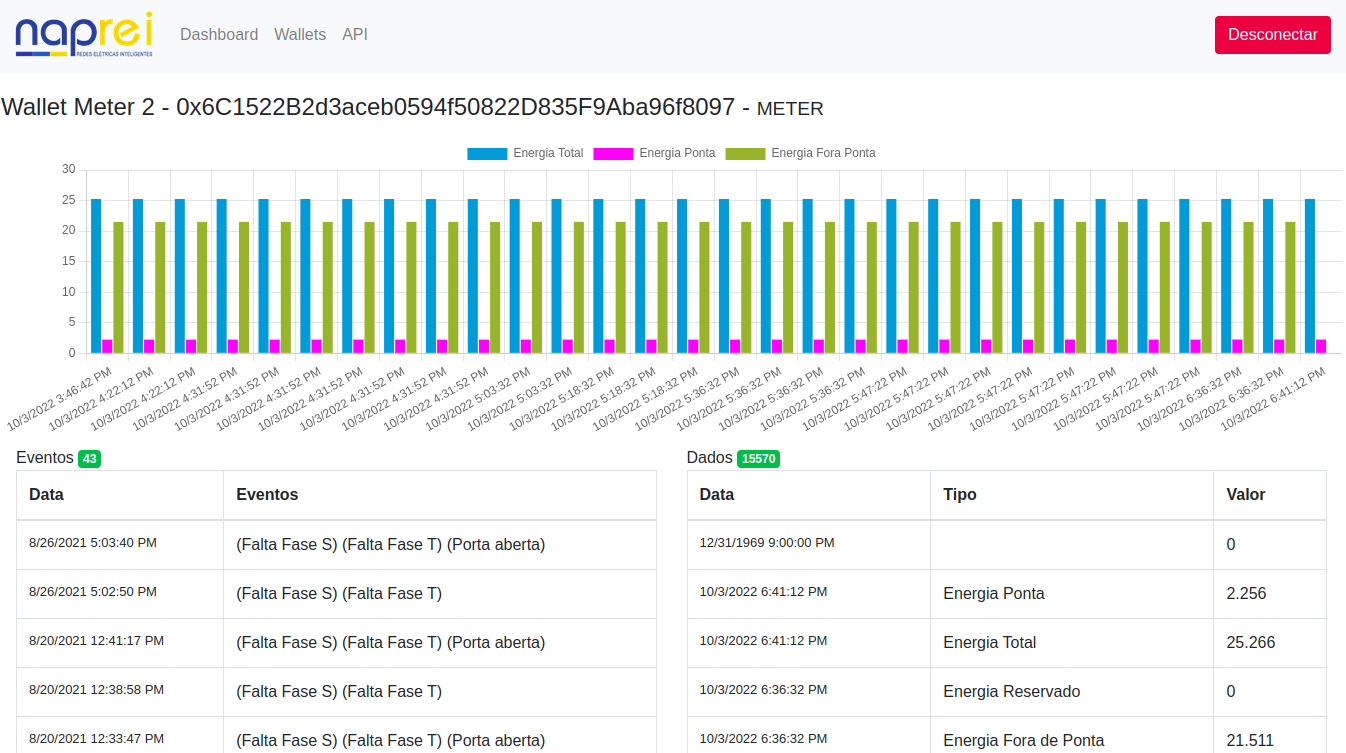 naprei
REDES ELÉTRICAS INTELIGENTES
Dashboard Wallets API
Desconectar
Wallet Meter 2 - 0x6C1522B2d3aceb0594f50822D835F9Aba96f8097 - METER
Energia Total Energia Ponta Energia Fora Ponta
30
25
20
15
10
5
0
10/3/2022 3:46:42 PM
10/3/2022 4:22:12 PM
10/3/2022 4:22:12 PM
10/3/2022 4:31:52 PM
10/3/2022 4:31:52 PM
10/3/2022 4:31:52 PM
10/3/2022 4:31:52 PM
10/3/2022 4:31:52 PM
10/3/2022 4:31:52 PM
10/3/2022 4:31:52 PM
10/3/2022 5:03:32 PM
10/3/2022 5:03:32 PM
10/3/2022 5:18:32 PM
10/3/2022 5:18:32 PM
10/3/2022 5:18:32 PM
10/3/2022 5:36:32 PM
10/3/2022 5:36:32 PM
10/3/2022 5:36:32 PM
10/3/2022 5:36:32 PM
10/3/2022 5:47:22 PM
10/3/2022 5:47:22 PM
10/3/2022 5:47:22 PM
10/3/2022 5:47:22 PM
10/3/2022 5:47:22 PM
10/3/2022 5:47:22 PM
10/3/2022 5:47:22 PM
10/3/2022 5:47:22 PM
10/3/2022 6:36:32 PM
10/3/2022 6:36:32 PM
10/3/2022 6:41:12 PM
Eventos 43
Data Eventos
8/26/2021 5:03:40 PM (Falta Fase S) (Falta Fase T) (Porta aberta)
8/26/2021 5:02:50 PM (Falta Fase S) (Falta Fase T)
8/20/2021 12:41:17 PM (Falta Fase S) (Falta Fase T) (Porta aberta)
8/20/2021 12:38:58 PM (Falta Fase S) (Falta Fase T)
8/20/2021 12:33:47 PM (Falta Fase S) (Falta Fase T) (Porta aberta)
Dados 15570
Data Tipo Valor
12/31/1969 9:00:00 PM 0
10/3/2022 6:41:12 PM Energia Ponta 2.256
10/3/2022 6:41:12 PM Energia Total 25.266
10/3/2022 6:36:32 PM Energia Reservado 0
10/3/2022 6:36:32 PM Energia Fora de Ponta 21.511